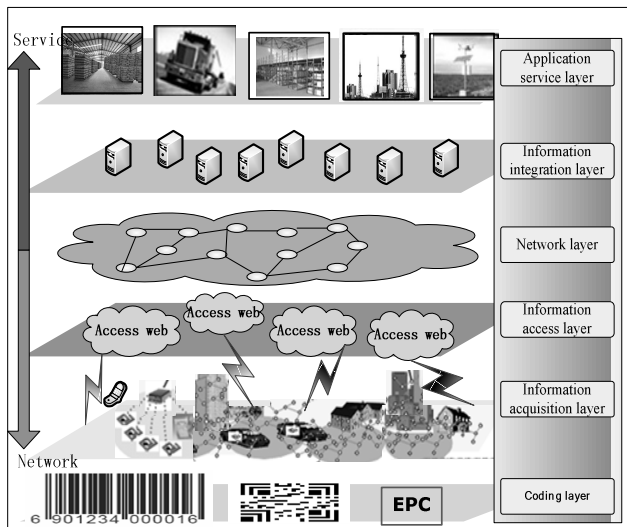 Service
Application
service layer
Information
integration layer
Network layer
Access web
Access web
Access web
Access web
Information
access layer
Information
acquisition layer
Network
6 901234 000016
EPC
Coding layer